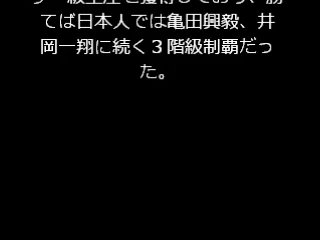 てば日本人では亀田興毅、井
岡一翔に続く３階級制覇だっ
た。